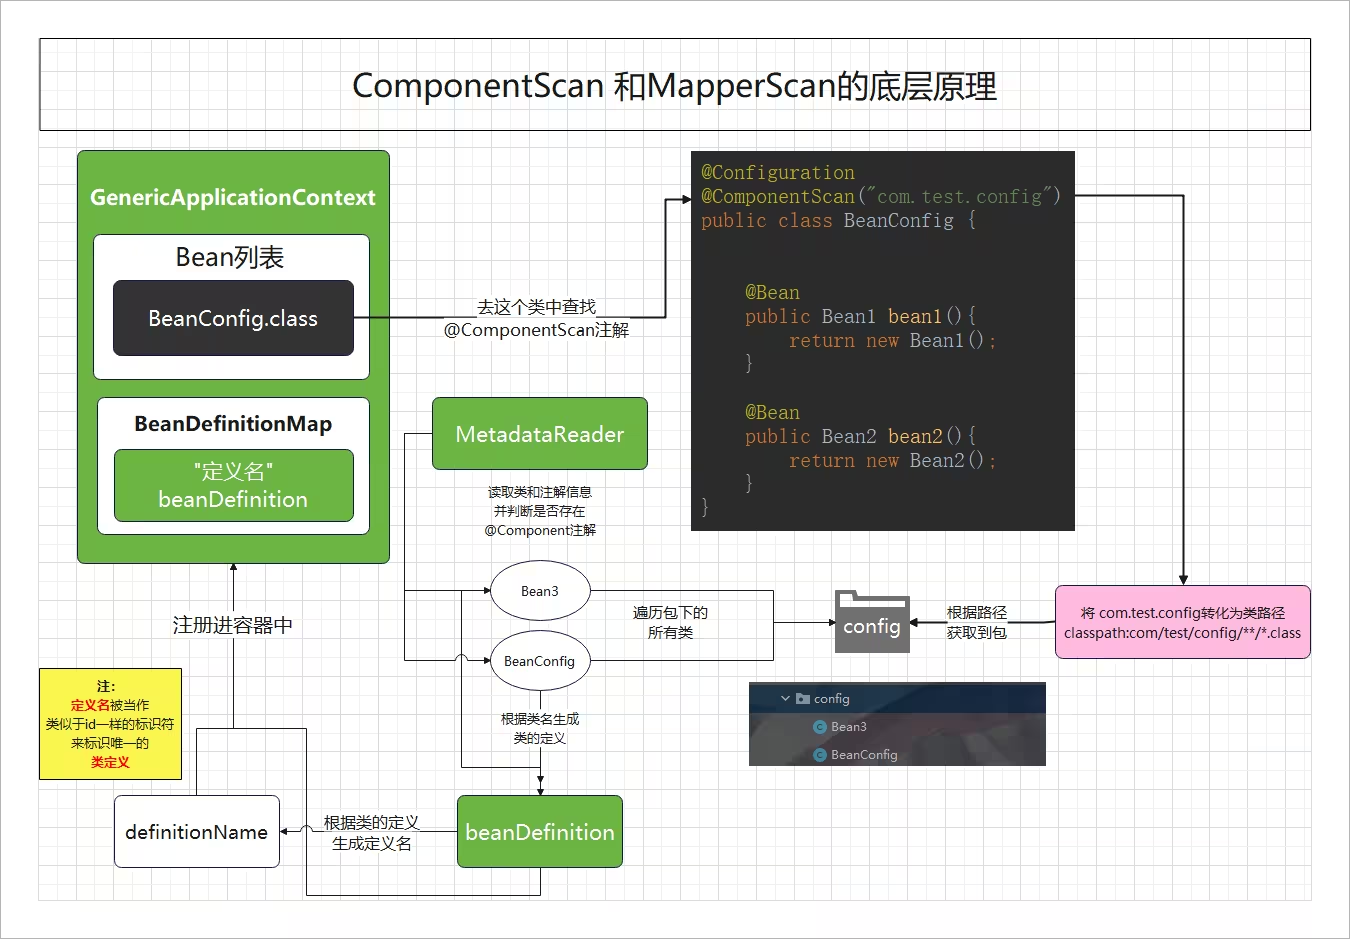 ComponentScan 和MapperScan的底层原理
GenericApplicationContext
Bean列表
BeanConfig.class
去这个类中查找
@ComponentScan注解
@Configuration
@ComponentScan("com.test.config")
public class BeanConfig {
@Bean
public Bean1 bean1(){
return new Bean1();
}
@Bean
public Bean2 bean2(){
return new Bean2();
}
}
BeanDefinitionMap
"定义名"
beanDefinition
MetadataReader
读取类和注解信息
并判断是否存在
@Component注解
Bean3
BeanConfig
遍历包下的
所有类
config
根据路径
获取到包
将 com.test.config转化为类路径
classpath:com/test/config/**/*.class
config
Bean3
BeanConfig
注册进容器中
注：
定义名被当作
类似于id一样的标识符
来标识唯一的
类定义
根据类名生成
类的定义
definitionName
根据类的定义
生成定义名
beanDefinition